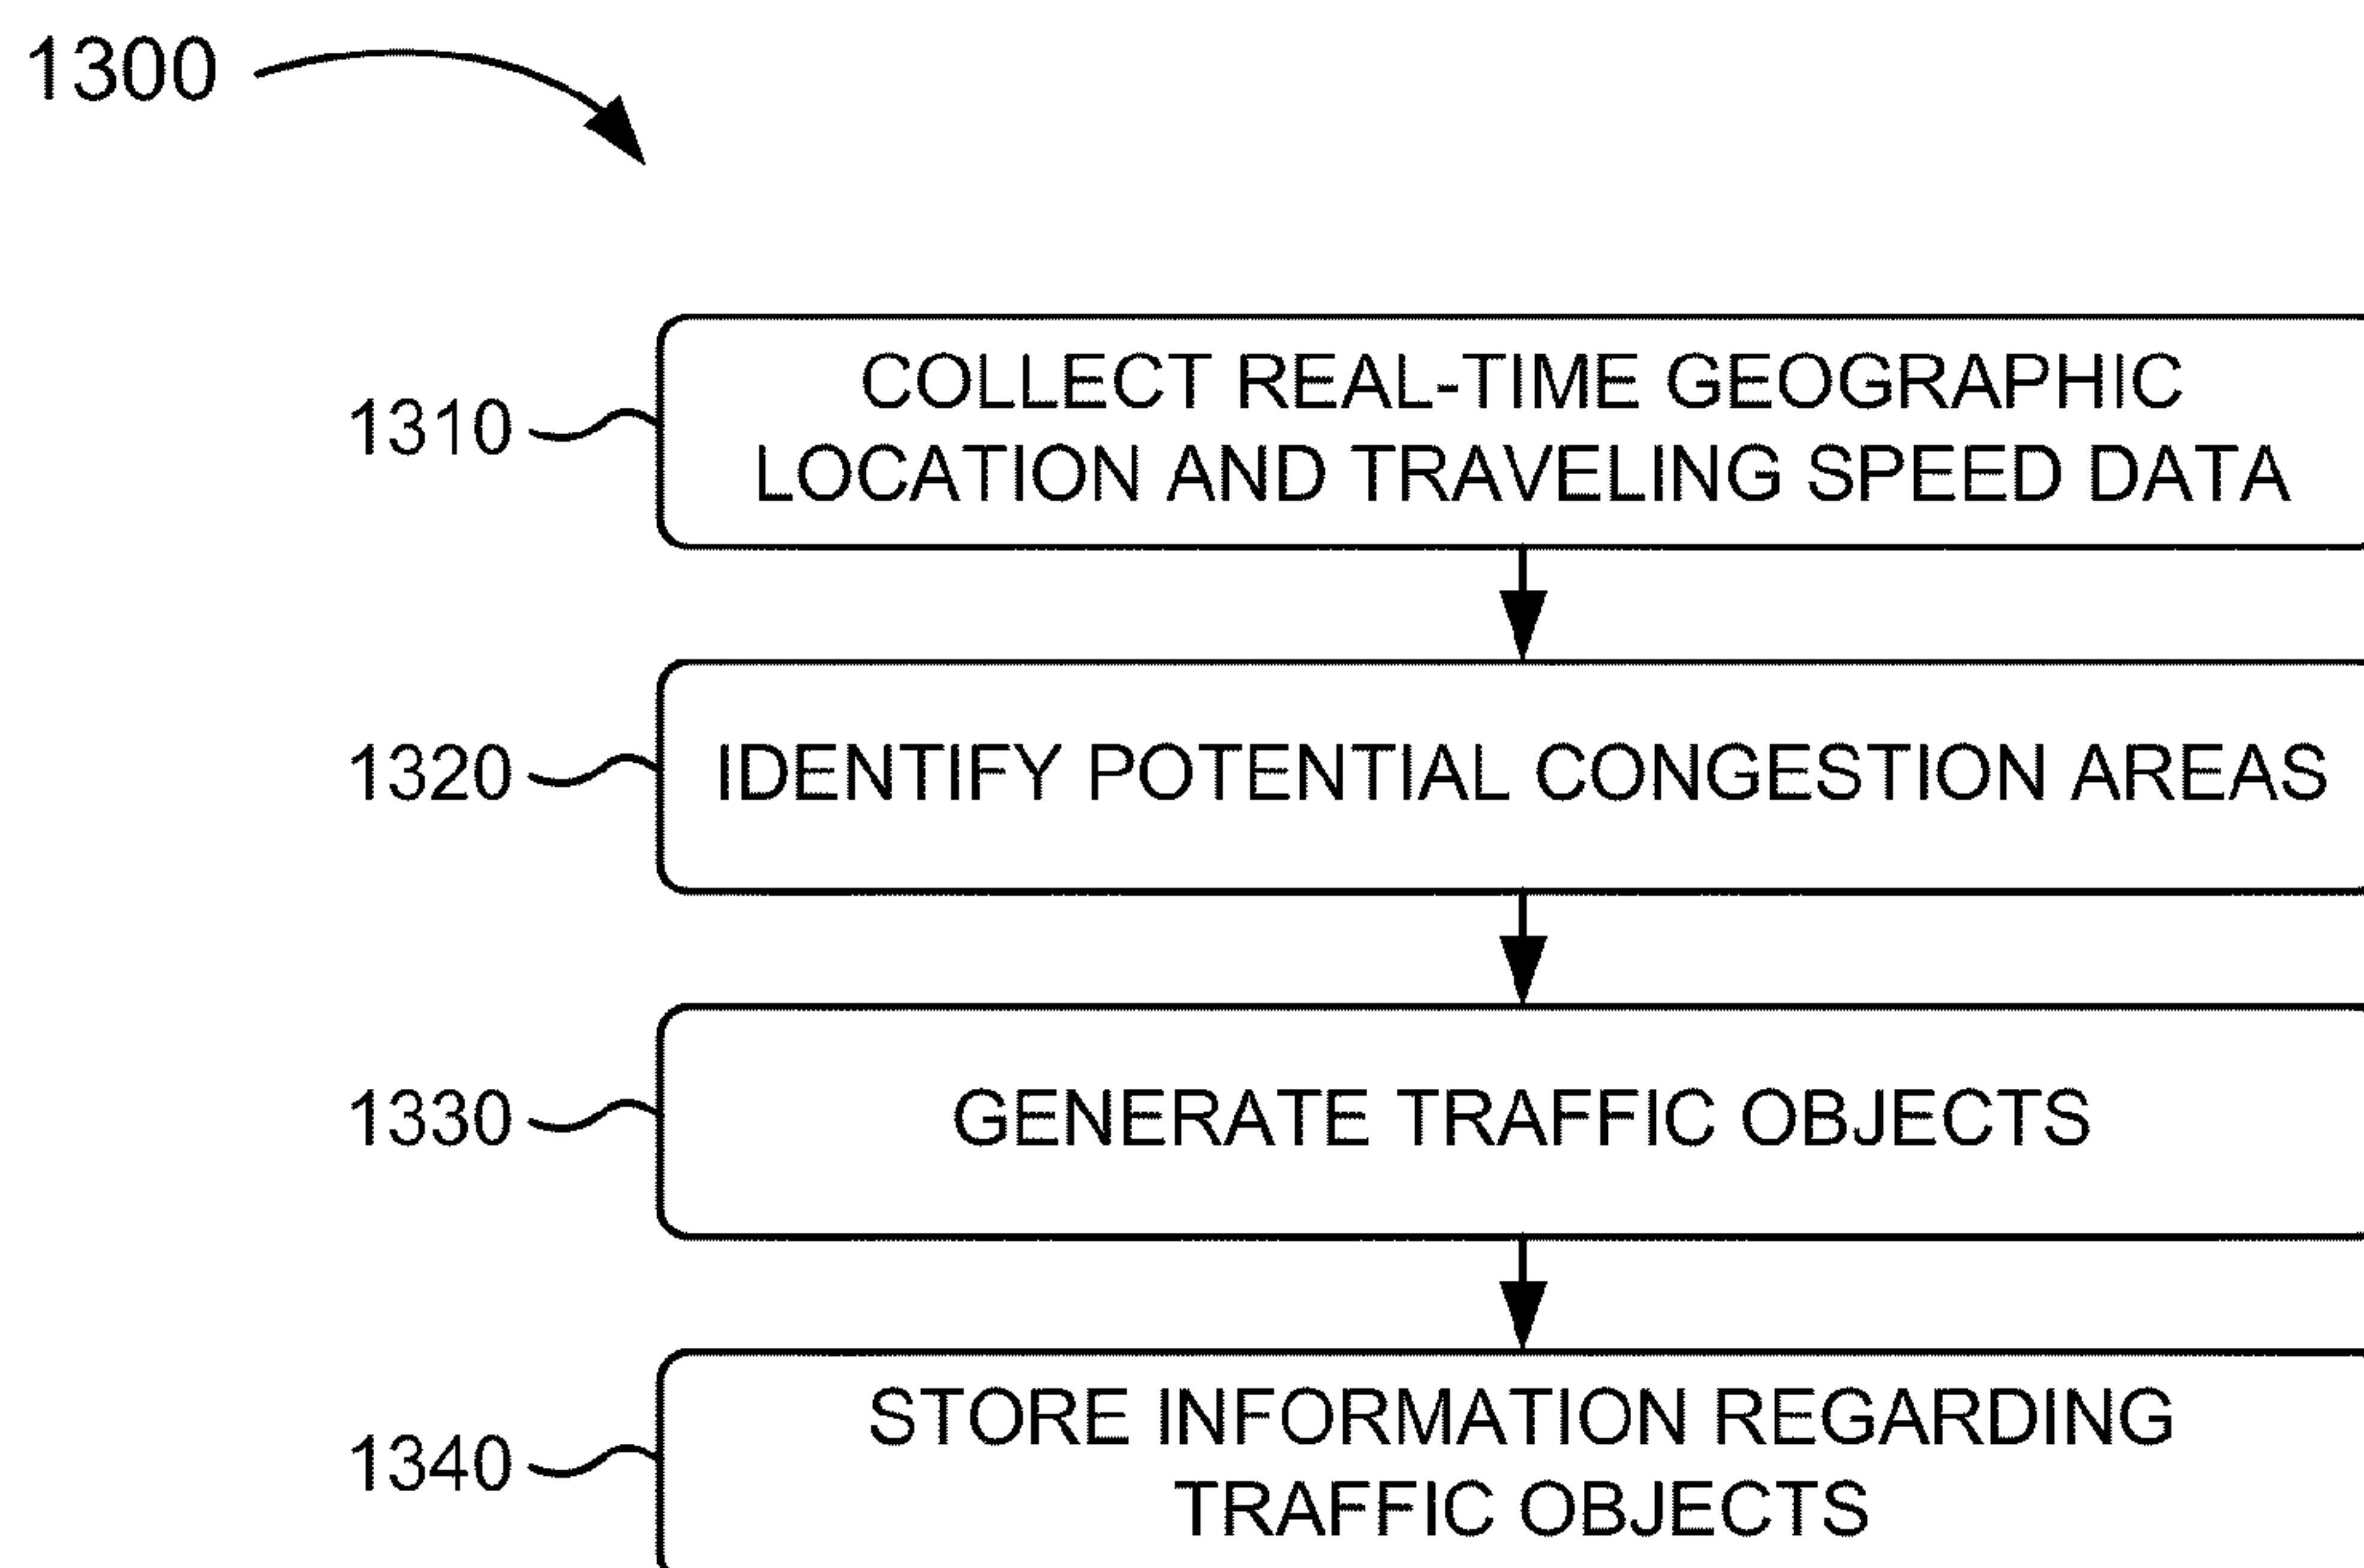 1300
1310
COLLECT REAL-TIME GEOGRAPHIC
LOCATION AND TRAVELING SPEED DATA
1320
IDENTIFY POTENTIAL CONGESTION AREAS
1330
GENERATE TRAFFIC OBJECTS
1340
STORE INFORMATION REGARDING
TRAFFIC OBJECTS